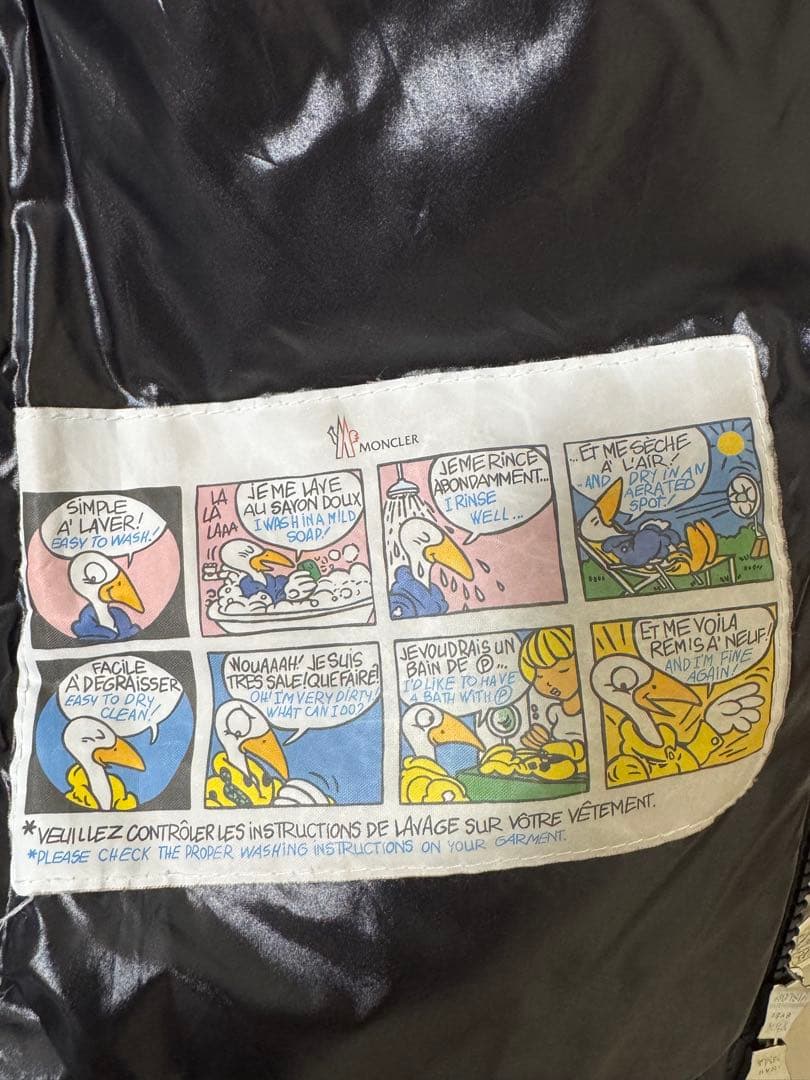 MONCLER
SIMPLE
A' LAVER!
EASY TO WASH!
LA
LA
LAAA
JE ME LAVE
AU SAVON DOUX
I WASH IN A MILD
SOAP!
JE ME RINCE
ABONDAMMENT...
I RINSE
WELL...
...ET ME SÈCHE
A' L'AIR!
...AND DRY IN AN
AERATED
SPOT!
FACILE
A' DEGRAISSER
EASY TO DRY
CLEAN!
WOUAAAH! JE SUIS
TRES SALE! QUE FAIRE!
OH! I'M VERY DIRTY!
WHAT CAN I DO?
JE VOUDRAIS UN
BAIN DE Ⓟ...
I'D LIKE TO HAVE
A BATH WITH Ⓟ
ET ME VOILA
REMIS A' NEUF!
AND I'M FINE
AGAIN!
*VEUILLEZ CONTRÔLER LES INSTRUCTIONS DE LAVAGE SUR VÔTRE VÊTEMENT.
*PLEASE CHECK THE PROPER WASHING INSTRUCTIONS ON YOUR GARMENT.